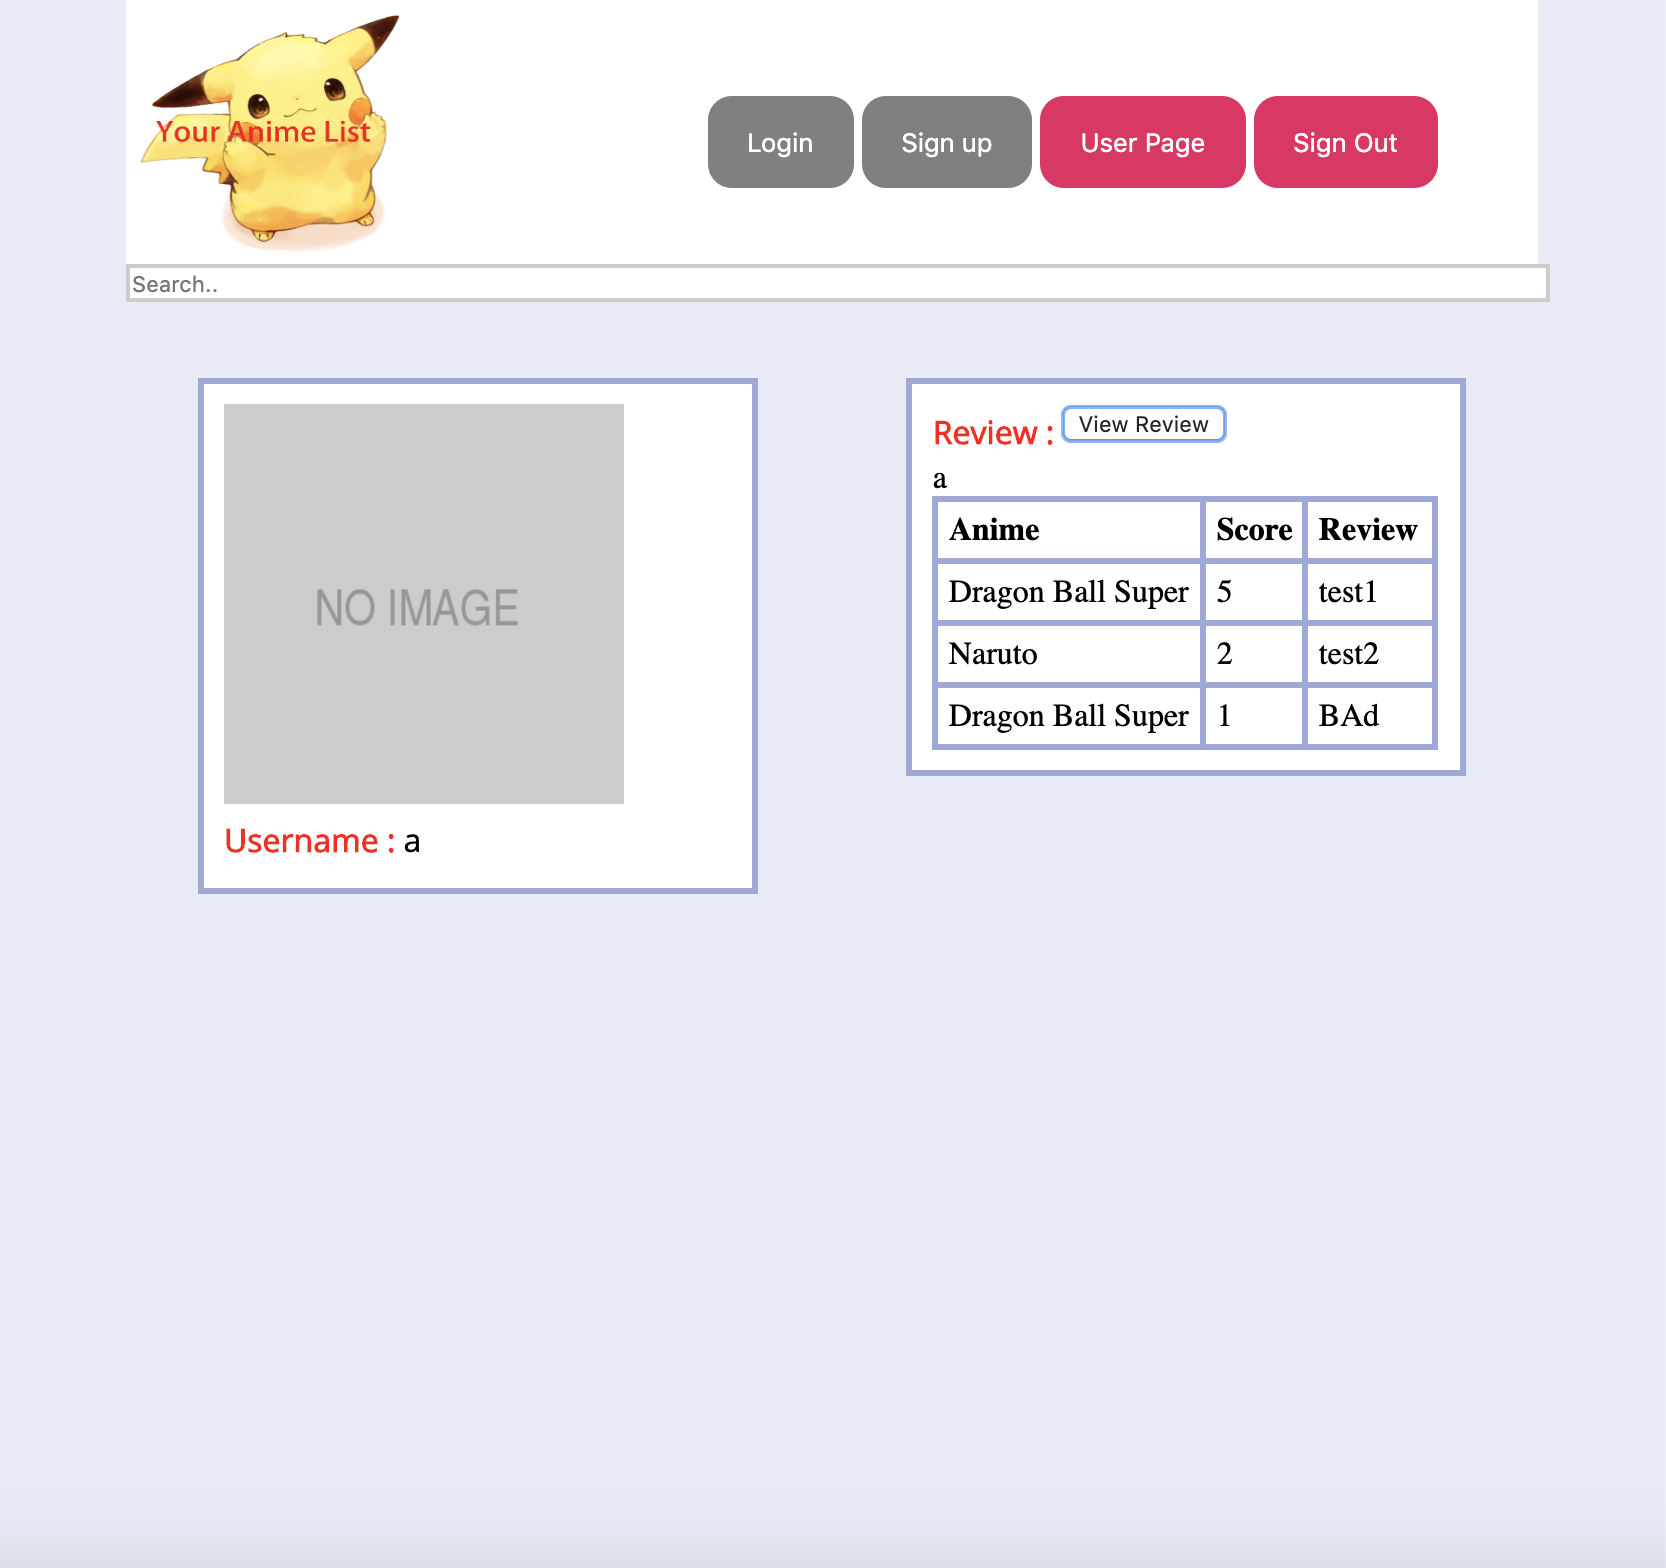 Your Anime List
Login Sign up User Page Sign Out
Search..
NO IMAGE
Username : a
Review : View Review
a
Anime Score Review
Dragon Ball Super 5 test1
Naruto 2 test2
Dragon Ball Super 1 BAd